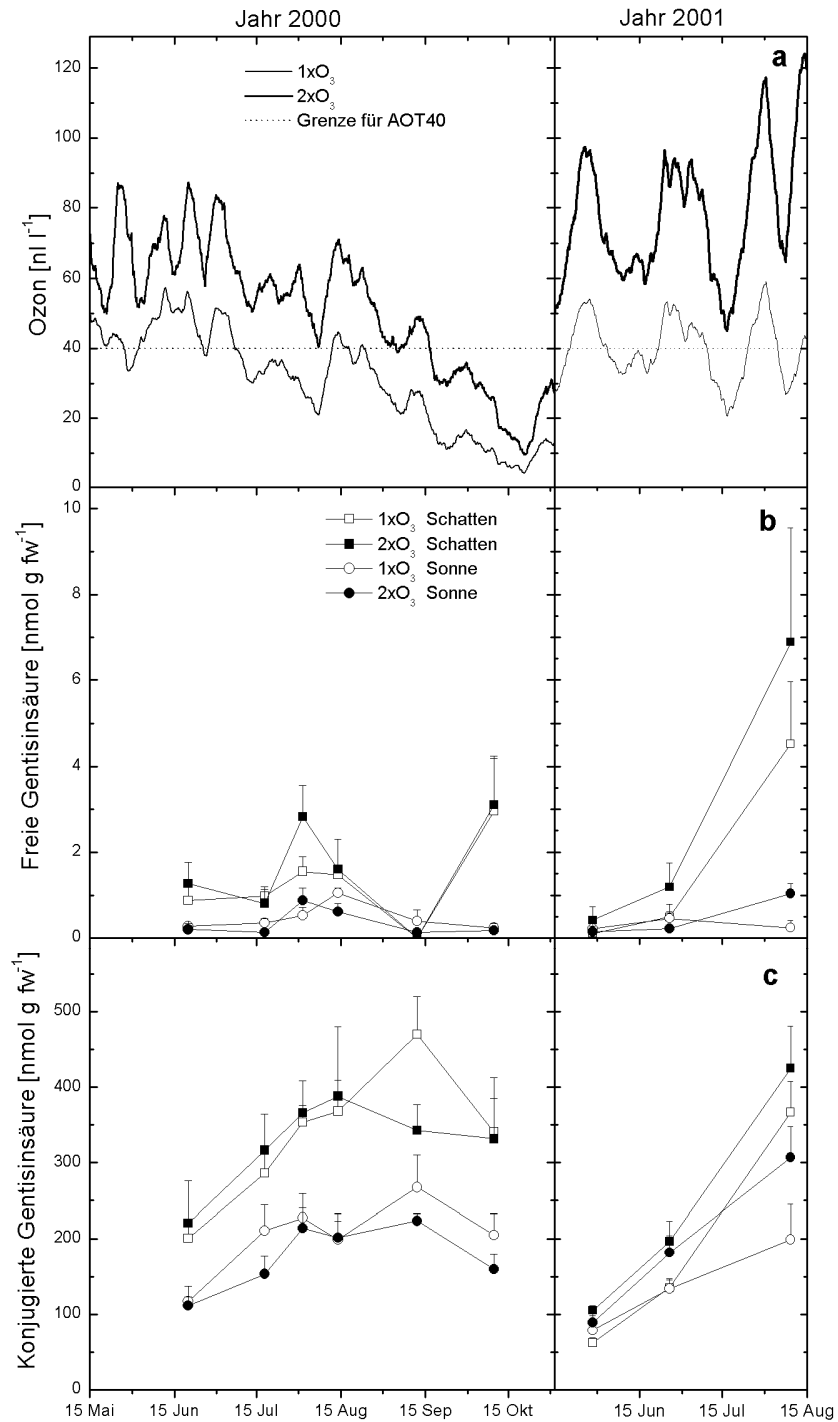 Jahr 2000
Jahr 2001
a
1xO3
2xO3
Grenze für AOT40
Ozon [nl l-1]
120
100
80
60
40
20
0
b
1xO3 Schatten
2xO3 Schatten
1xO3 Sonne
2xO3 Sonne
Freie Gentisinsäure [nmol g fw-1]
10
8
6
4
2
0
c
Konjugierte Gentisinsäure [nmol g fw-1]
500
400
300
200
100
0
15 Mai 15 Jun 15 Jul 15 Aug 15 Sep 15 Okt 15 Jun 15 Jul 15 Aug